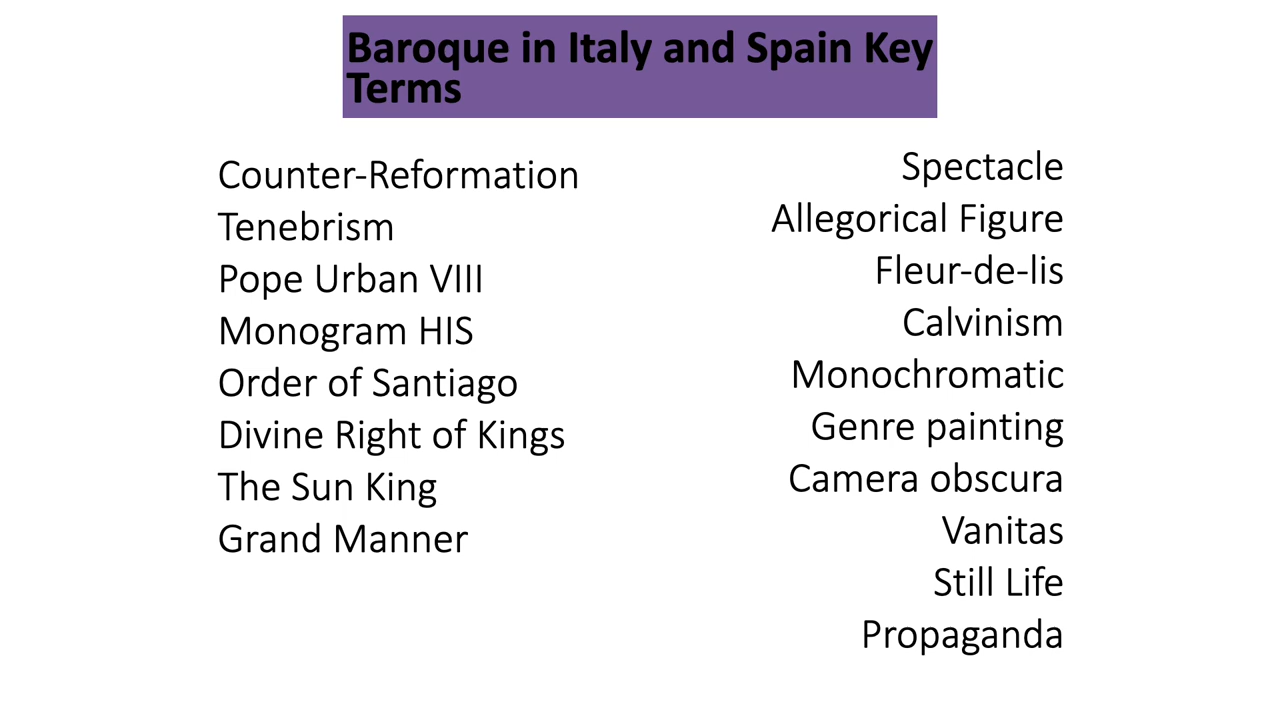 Baroque in Italy and Spain Key
Terms
Counter-Reformation
Tenebrism
Pope Urban VIII
Monogram HIS
Order of Santiago
Divine Right of Kings
The Sun King
Grand Manner
Spectacle
Allegorical Figure
Fleur-de-lis
Calvinism
Monochromatic
Genre painting
Camera obscura
Vanitas
Still Life
Propaganda